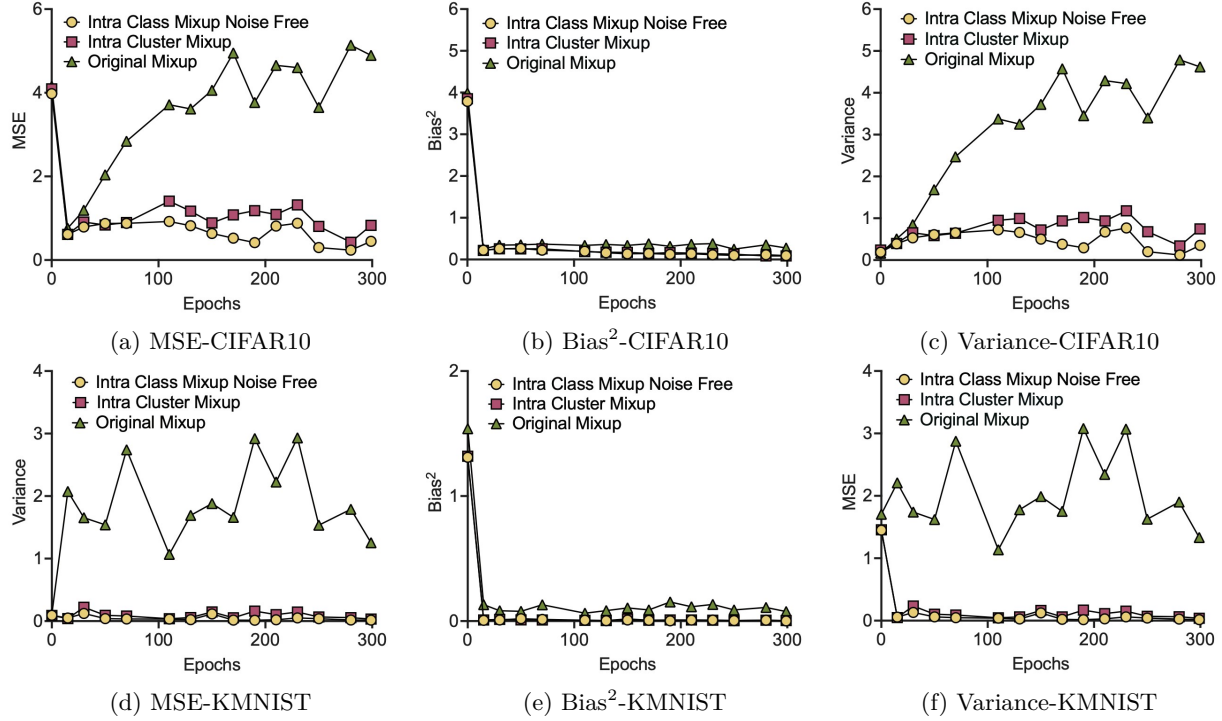 6
5
4
3
2
1
0
MSE
Intra Class Mixup Noise Free
Intra Cluster Mixup
Original Mixup
0 100 200 300
Epochs
(a) MSE-CIFAR10
6
5
4
3
2
1
0
Bias²
Intra Class Mixup Noise Free
Intra Cluster Mixup
Original Mixup
0 100 200 300
Epochs
(b) Bias²-CIFAR10
6
5
4
3
2
1
0
Variance
Intra Class Mixup Noise Free
Intra Cluster Mixup
Original Mixup
0 100 200 300
Epochs
(c) Variance-CIFAR10
4
3
2
1
0
Variance
Intra Class Mixup Noise Free
Intra Cluster Mixup
Original Mixup
0 100 200 300
Epochs
(d) MSE-KMNIST
2
1
0
Bias²
Intra Class Mixup Noise Free
Intra Cluster Mixup
Original Mixup
0 100 200 300
Epochs
(e) Bias²-KMNIST
4
3
2
1
0
MSE
Intra Class Mixup Noise Free
Intra Cluster Mixup
Original Mixup
0 100 200 300
Epochs
(f) Variance-KMNIST